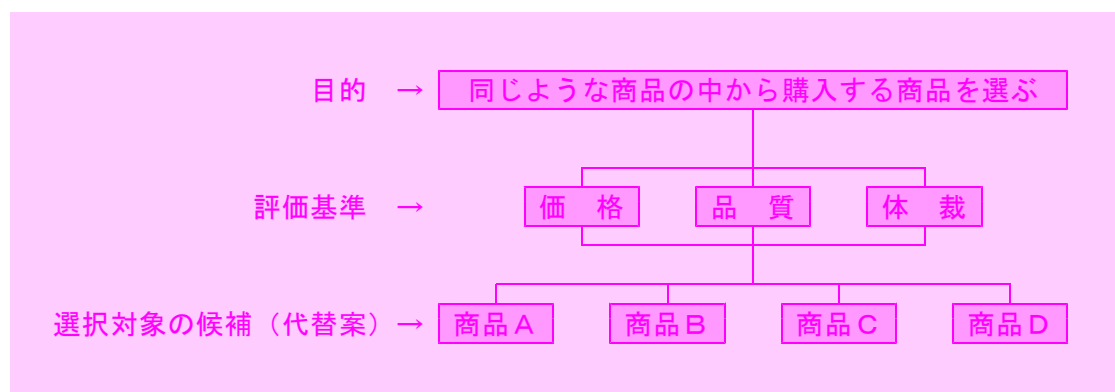 目的　→　同じような商品の中から購入する商品を選ぶ
評価基準　→　価　格　品　質　体　裁
選択対象の候補（代替案）→　商品Ａ　商品Ｂ　商品Ｃ　商品Ｄ